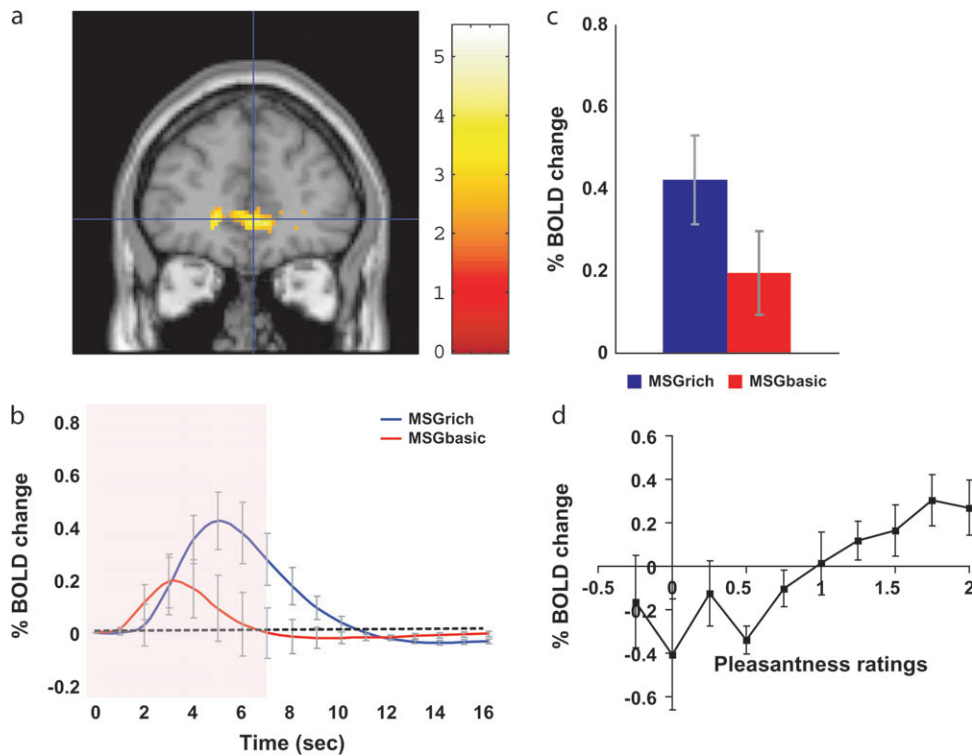 a
5
4
3
2
1
0
c
0.8
0.6
0.4
0.2
0
% BOLD change
MSGrich
MSGbasic
b
0.8
0.6
0.4
0.2
0
-0.2
% BOLD change
MSGrich
MSGbasic
0 2 4 6 8 10 12 14 16
Time (sec)
d
0.6
0.4
0.2
0
-0.2
-0.4
-0.6
% BOLD change
-0.5 0 0.5 1 1.5 2
Pleasantness ratings